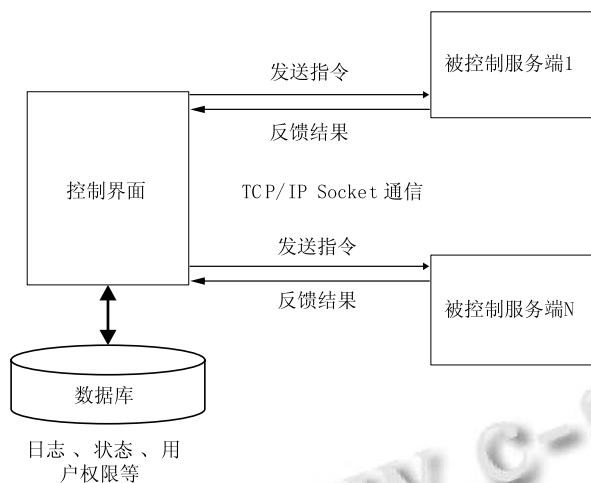 发送指令
被控制服务端1
反馈结果
控制界面
TCP/IP Socket 通信
发送指令
反馈结果
被控制服务端N
数据库
日志 、状态 、用
户权限等